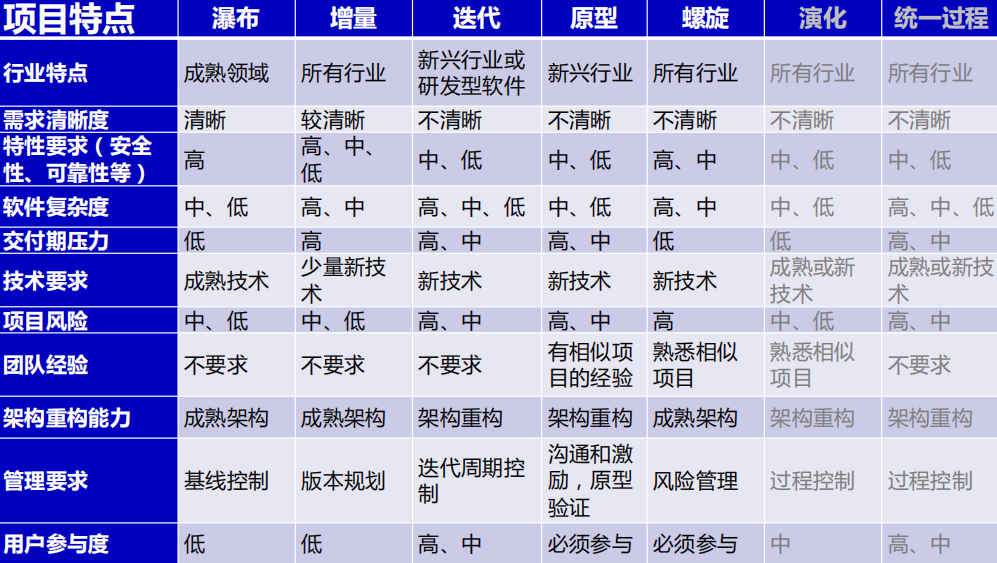 项目特点 瀑布 增量 迭代 原型 螺旋 演化 统一过程
行业特点 成熟领域 所有行业 新兴行业或 新兴行业 所有行业 所有行业 所有行业
研发型软件
需求清晰度 清晰 较清晰 不清晰 不清晰 不清晰 不清晰 不清晰
特性要求（安全 高 高、中、 中、低 中、低 高、中 中、低 中、低
性、可靠性等） 低
软件复杂度 中、低 高、中 高、中、低 中、低 高、中 中、低 高、中、低
交付期压力 低 高 高、中 高、中 低 低 高、中
技术要求 成熟技术 少量新技 新技术 新技术 新技术 成熟或新 成熟或新技
术 技术 术
项目风险 中、低 中、低 高、中 高、中 高 中、低 高、中
团队经验 不要求 不要求 不要求 有相似项 熟悉相似 熟悉相似 不要求
目的经验 项目 项目
架构重构能力 成熟架构 成熟架构 架构重构 架构重构 成熟架构 架构重构 架构重构
管理要求 基线控制 版本规划 迭代周期控 沟通和激 风险管理 过程控制 过程控制
制 励，原型
验证
用户参与度 低 低 高、中 必须参与 必须参与 中 高、中